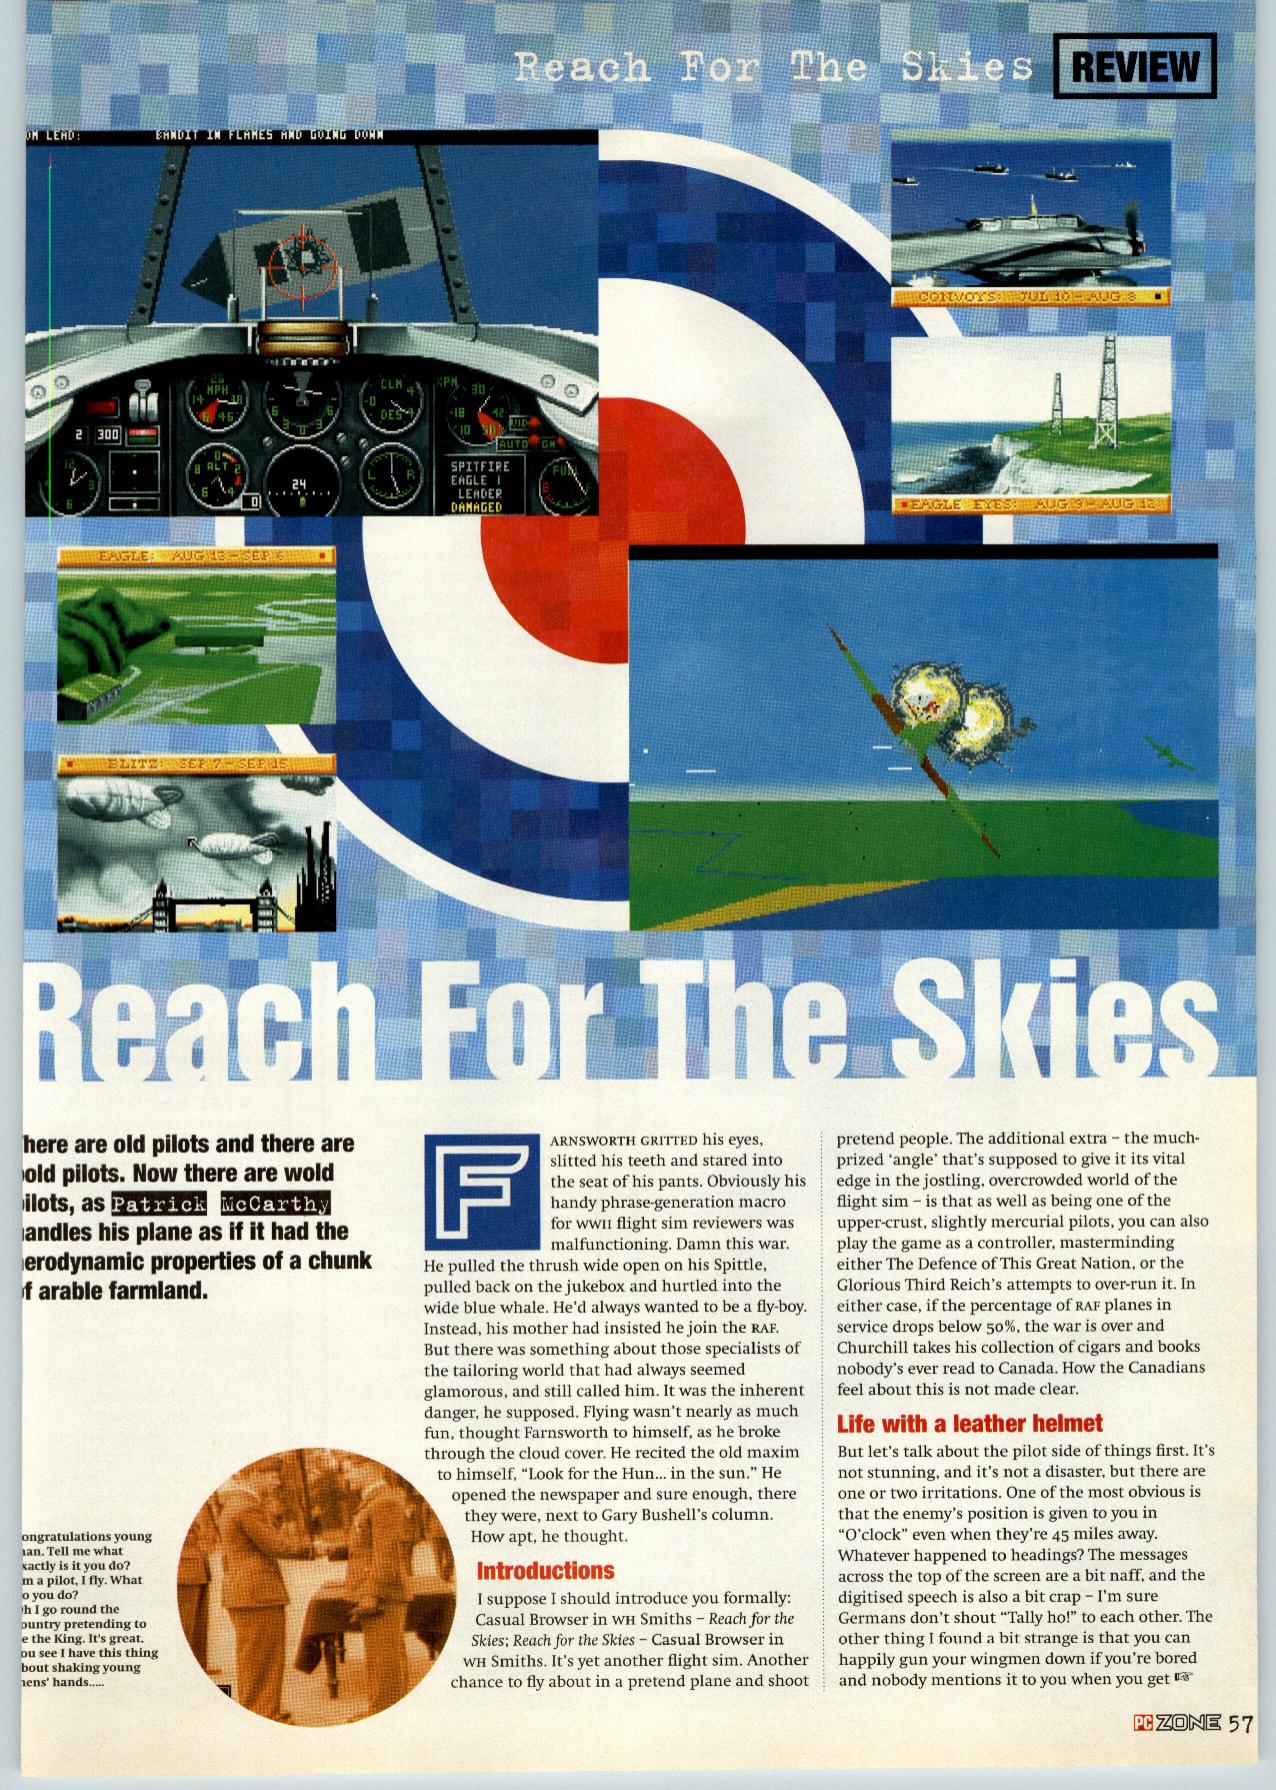 Reach For The Skies REVIEW
OM LEAD: BANDIT IN FLAMES AND GOING DOWN
CONVOYS: JUL 10 - AUG 8
EAGLE EYES: AUG 9 - AUG 12
MPH
CLM
DES
RPM
ALT
2 300
24
0
AUTO GN
FUEL
SPITFIRE
EAGLE 1
LEADER
DAMAGED
EAGLE: AUG 13 - SEP 6
BLITZ: SEP 7 - SEP 15
Reach For The Skies
here are old pilots and there are
old pilots. Now there are wold
ilots, as Patrick McCarthy
andles his plane as if it had the
erodynamic properties of a chunk
f arable farmland.
ongratulations young
an. Tell me what
xactly is it you do?
m a pilot, I fly. What
o you do?
h I go round the
ountry pretending to
e the King. It's great,
ou see I have this thing
bout shaking young
ens' hands.....
FARNSWORTH GRITTED his eyes,
slitted his teeth and stared into
the seat of his pants. Obviously his
handy phrase-generation macro
for WWII flight sim reviewers was
malfunctioning. Damn this war.
He pulled the thrush wide open on his Spittle,
pulled back on the jukebox and hurtled into the
wide blue whale. He'd always wanted to be a fly-boy.
Instead, his mother had insisted he join the RAF.
But there was something about those specialists of
the tailoring world that had always seemed
glamorous, and still called him. It was the inherent
danger, he supposed. Flying wasn't nearly as much
fun, thought Farnsworth to himself, as he broke
through the cloud cover. He recited the old maxim
to himself, “Look for the Hun... in the sun.” He
opened the newspaper and sure enough, there
they were, next to Gary Bushell's column.
How apt, he thought.
Introductions
I suppose I should introduce you formally:
Casual Browser in WH Smiths – Reach for the
Skies; Reach for the Skies – Casual Browser in
WH Smiths. It's yet another flight sim. Another
chance to fly about in a pretend plane and shoot
pretend people. The additional extra – the much-
prized ‘angle’ that's supposed to give it its vital
edge in the jostling, overcrowded world of the
flight sim – is that as well as being one of the
upper-crust, slightly mercurial pilots, you can also
play the game as a controller, masterminding
either The Defence of This Great Nation, or the
Glorious Third Reich's attempts to over-run it. In
either case, if the percentage of RAF planes in
service drops below 50%, the war is over and
Churchill takes his collection of cigars and books
nobody's ever read to Canada. How the Canadians
feel about this is not made clear.
Life with a leather helmet
But let's talk about the pilot side of things first. It's
not stunning, and it's not a disaster, but there are
one or two irritations. One of the most obvious is
that the enemy's position is given to you in
“O'clock” even when they're 45 miles away.
Whatever happened to headings? The messages
across the top of the screen are a bit naff, and the
digitised speech is also a bit crap – I'm sure
Germans don't shout “Tally ho!” to each other. The
other thing I found a bit strange is that you can
happily gun your wingmen down if you're bored
and nobody mentions it to you when you get ☞
PC ZONE 57